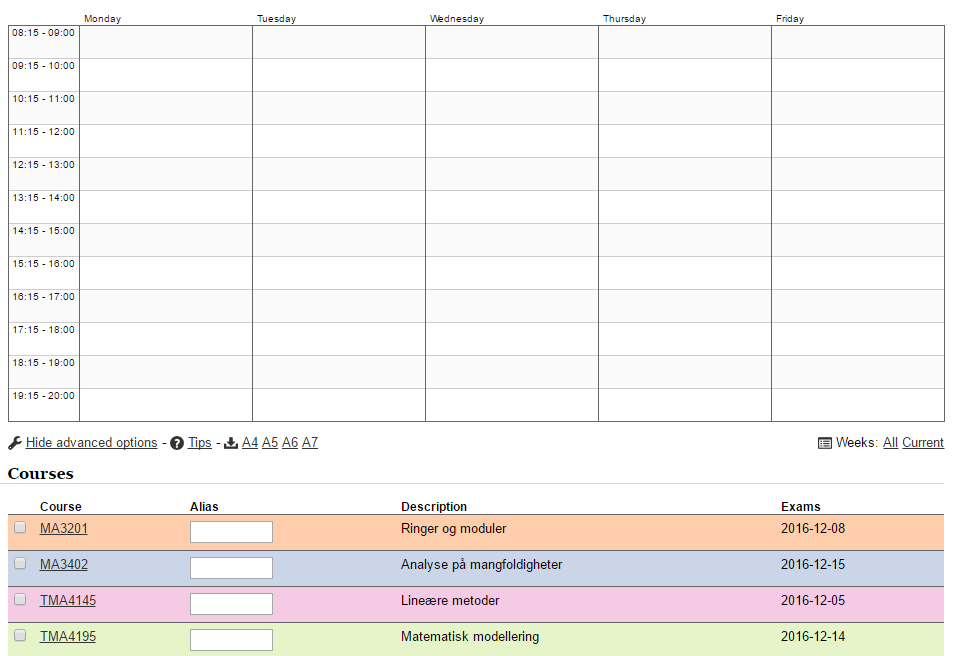 Monday Tuesday Wednesday Thursday Friday
08:15 - 09:00
09:15 - 10:00
10:15 - 11:00
11:15 - 12:00
12:15 - 13:00
13:15 - 14:00
14:15 - 15:00
15:15 - 16:00
16:15 - 17:00
17:15 - 18:00
18:15 - 19:00
19:15 - 20:00
Hide advanced options - Tips - A4 A5 A6 A7 Weeks: All Current
Courses
Course Alias Description Exams
MA3201 Ringer og moduler 2016-12-08
MA3402 Analyse på mangfoldigheter 2016-12-15
TMA4145 Lineære metoder 2016-12-05
TMA4195 Matematisk modellering 2016-12-14